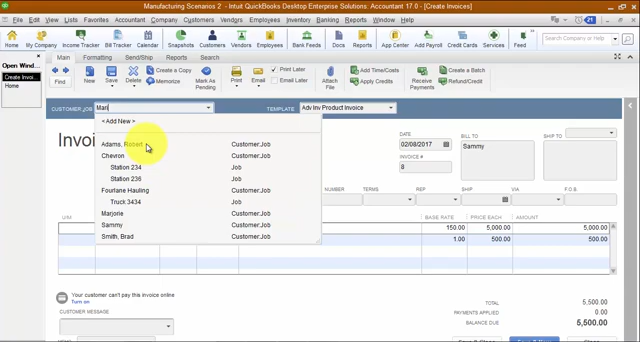 Manufacturing Scenarios 2 - Intuit QuickBooks Desktop Enterprise Solutions: Accountant 17.0 - [Create Invoices]
File Edit View Lists Favorites Accountant Company Customers Vendors Employees Inventory Banking Reports Window Help 21
Home My Company Income Tracker Bill Tracker Calendar Snapshots Customers Vendors Employees Bank Feeds Docs Reports App Center Add Payroll Credit Cards Services Feed
Search Company or Help
Open Window
Create Invoi...
Home
Main Formatting Send/Ship Reports Search
Find New Save Delete Create a Copy Memorize Mark As Pending Print Email Print Later Email Later Attach File Add Time/Costs Apply Credits Receive Payments Create a Batch Refund/Credit
CUSTOMER:JOB Mar
TEMPLATE Adv Inv Product Invoice
< Add New >
Adams, Robert Customer:Job
Chevron Customer:Job
Station 234 Job
Station 236 Job
Fourlane Hauling Customer:Job
Truck 3434 Job
Marjorie Customer:Job
Sammy Customer:Job
Smith, Brad Customer:Job
Invoi
DATE
02/08/2017
INVOICE #
8
BILL TO
Sammy
SHIP TO
NUMBER TERMS REP SHIP VIA F.O.B.
U/M BASE RATE PRICE EACH AMOUNT
150.00 5,000.00 5,000.00
1.00 500.00 500.00
Your customer can't pay this invoice online
Turn on
CUSTOMER MESSAGE
TOTAL 5,500.00
PAYMENTS APPLIED 0.00
BALANCE DUE 5,500.00